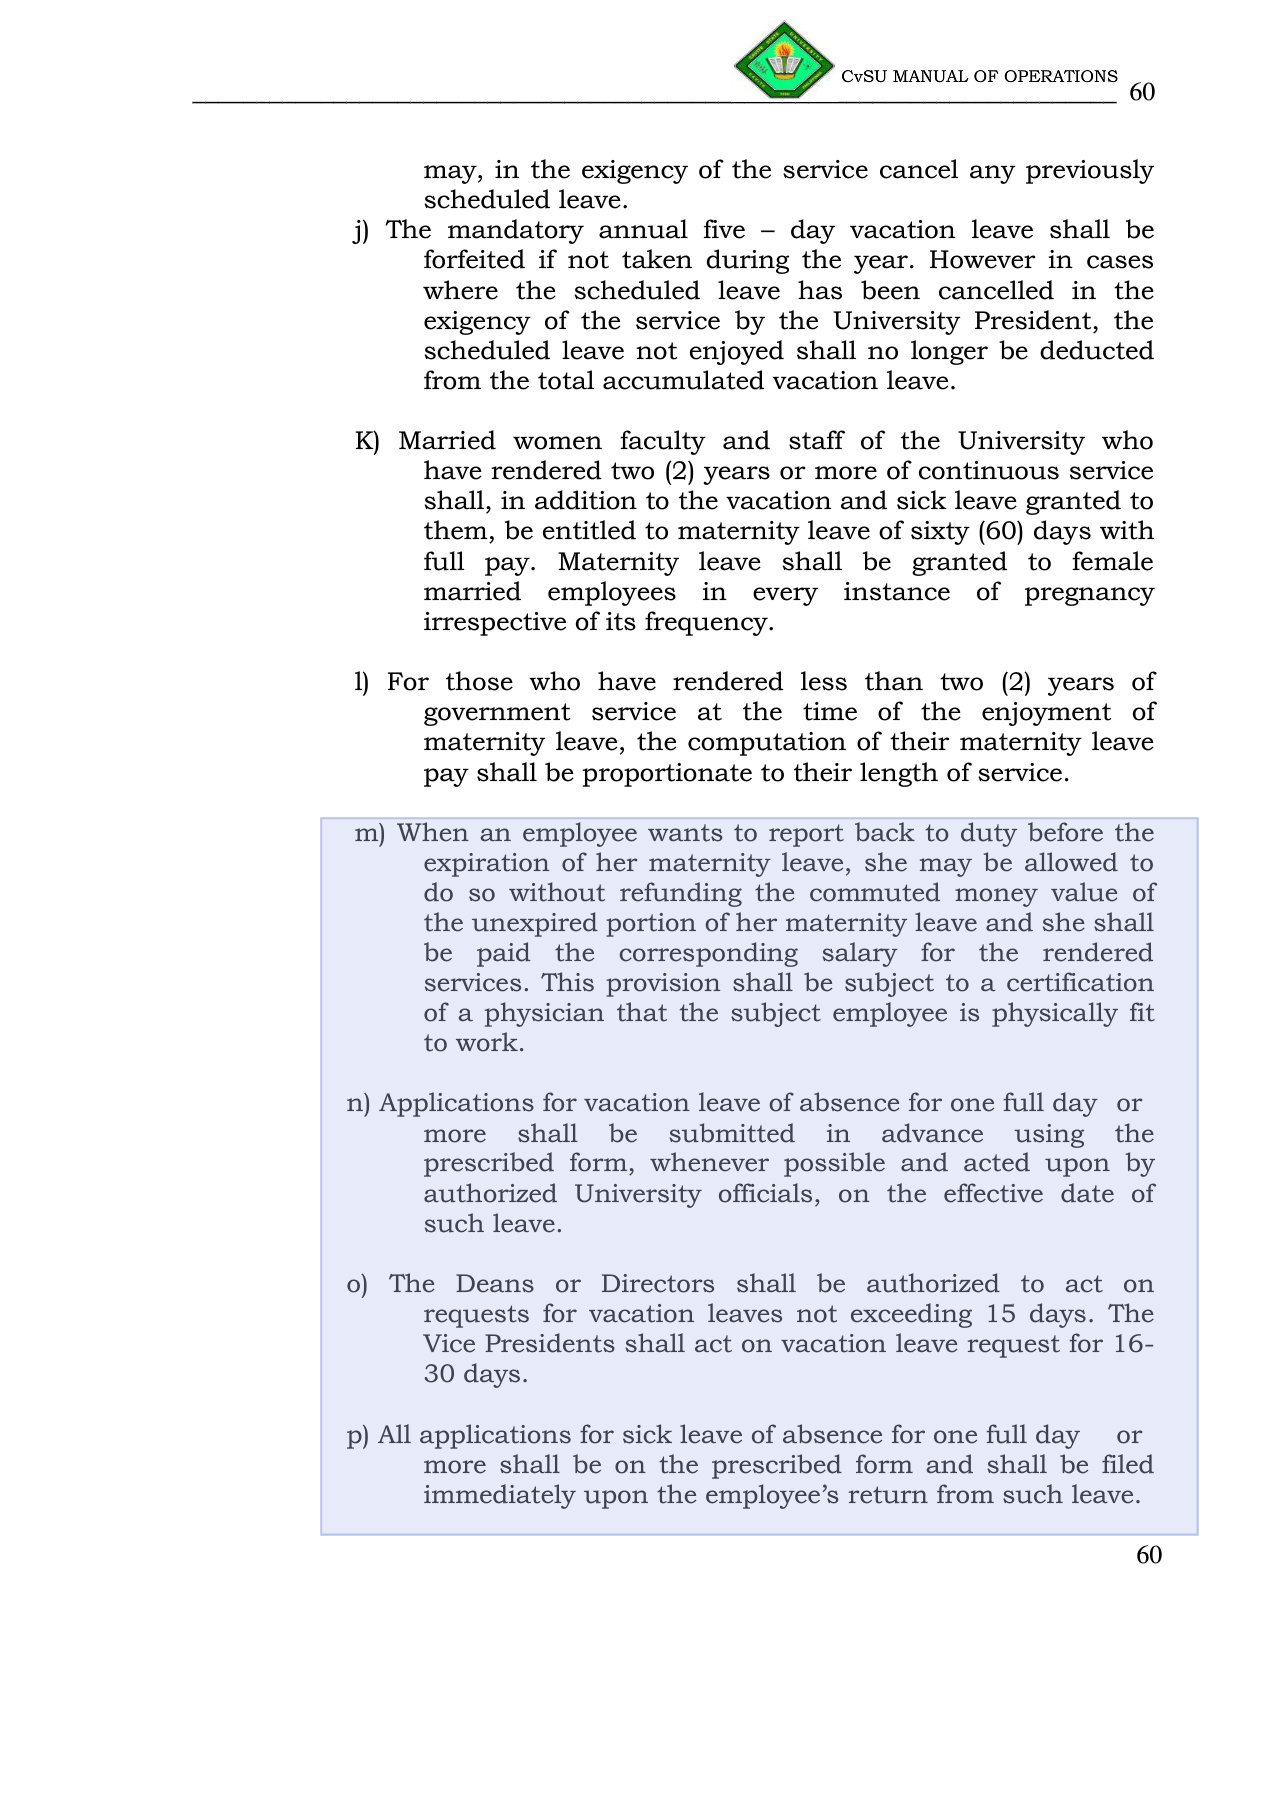 CvSU MANUAL OF OPERATIONS
60
may, in the exigency of the service cancel any previously
scheduled leave.
j) The mandatory annual five – day vacation leave shall be
forfeited if not taken during the year. However in cases
where the scheduled leave has been cancelled in the
exigency of the service by the University President, the
scheduled leave not enjoyed shall no longer be deducted
from the total accumulated vacation leave.
K) Married women faculty and staff of the University who
have rendered two (2) years or more of continuous service
shall, in addition to the vacation and sick leave granted to
them, be entitled to maternity leave of sixty (60) days with
full pay. Maternity leave shall be granted to female
married employees in every instance of pregnancy
irrespective of its frequency.
l) For those who have rendered less than two (2) years of
government service at the time of the enjoyment of
maternity leave, the computation of their maternity leave
pay shall be proportionate to their length of service.
m) When an employee wants to report back to duty before the
expiration of her maternity leave, she may be allowed to
do so without refunding the commuted money value of
the unexpired portion of her maternity leave and she shall
be paid the corresponding salary for the rendered
services. This provision shall be subject to a certification
of a physician that the subject employee is physically fit
to work.
n) Applications for vacation leave of absence for one full day or
more shall be submitted in advance using the
prescribed form, whenever possible and acted upon by
authorized University officials, on the effective date of
such leave.
o) The Deans or Directors shall be authorized to act on
requests for vacation leaves not exceeding 15 days. The
Vice Presidents shall act on vacation leave request for 16-
30 days.
p) All applications for sick leave of absence for one full day or
more shall be on the prescribed form and shall be filed
immediately upon the employee’s return from such leave.
60